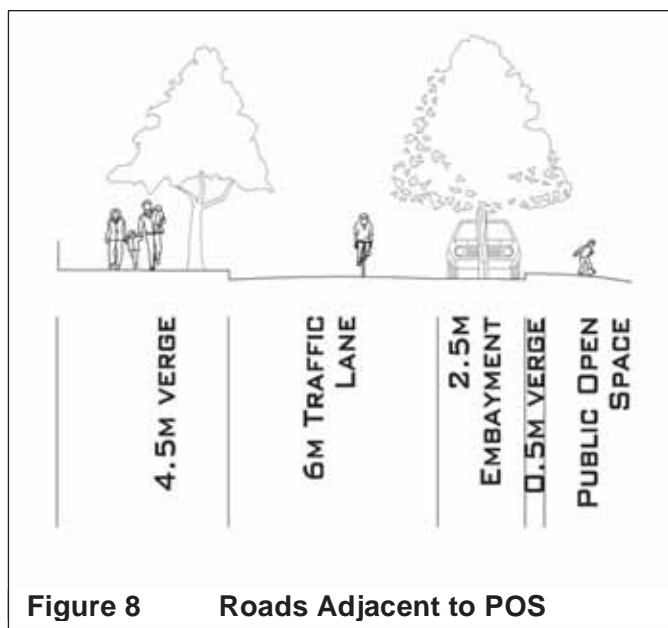 4.5M VERGE
6M TRAFFIC
LANE
2.5M
EMBAYMENT
0.5M VERGE
PUBLIC OPEN
SPACE
Figure 8 Roads Adjacent to POS